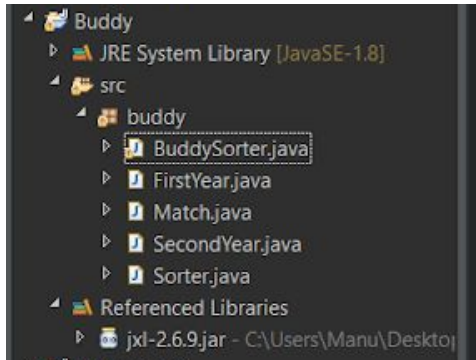 Buddy
JRE System Library [JavaSE-1.8]
src
buddy
BuddySorter.java
FirstYear.java
Match.java
SecondYear.java
Sorter.java
Referenced Libraries
jxl-2.6.9.jar - C:\Users\Manu\Desktop